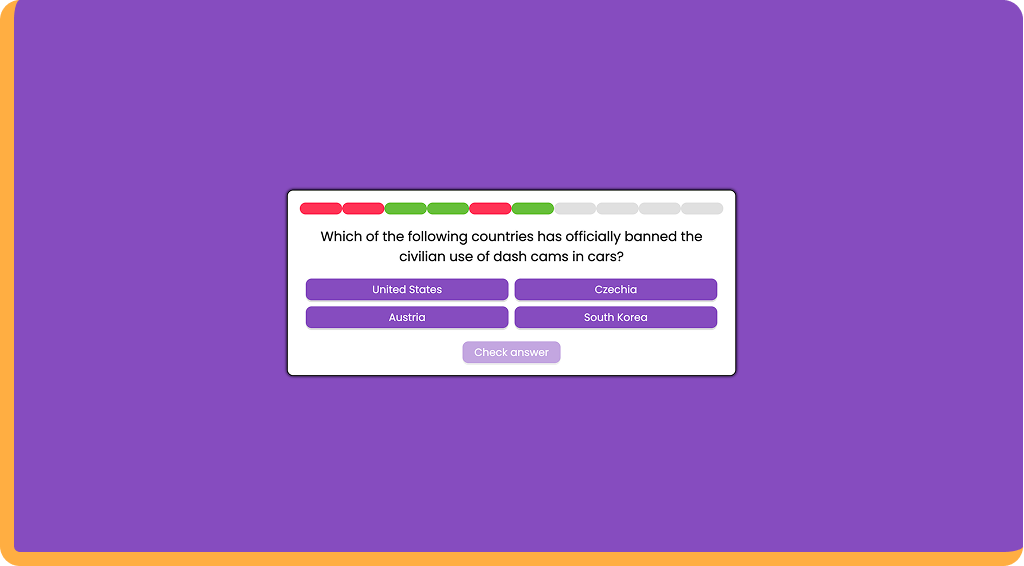 Which of the following countries has officially banned the
civilian use of dash cams in cars?
United States
Czechia
Austria
South Korea
Check answer